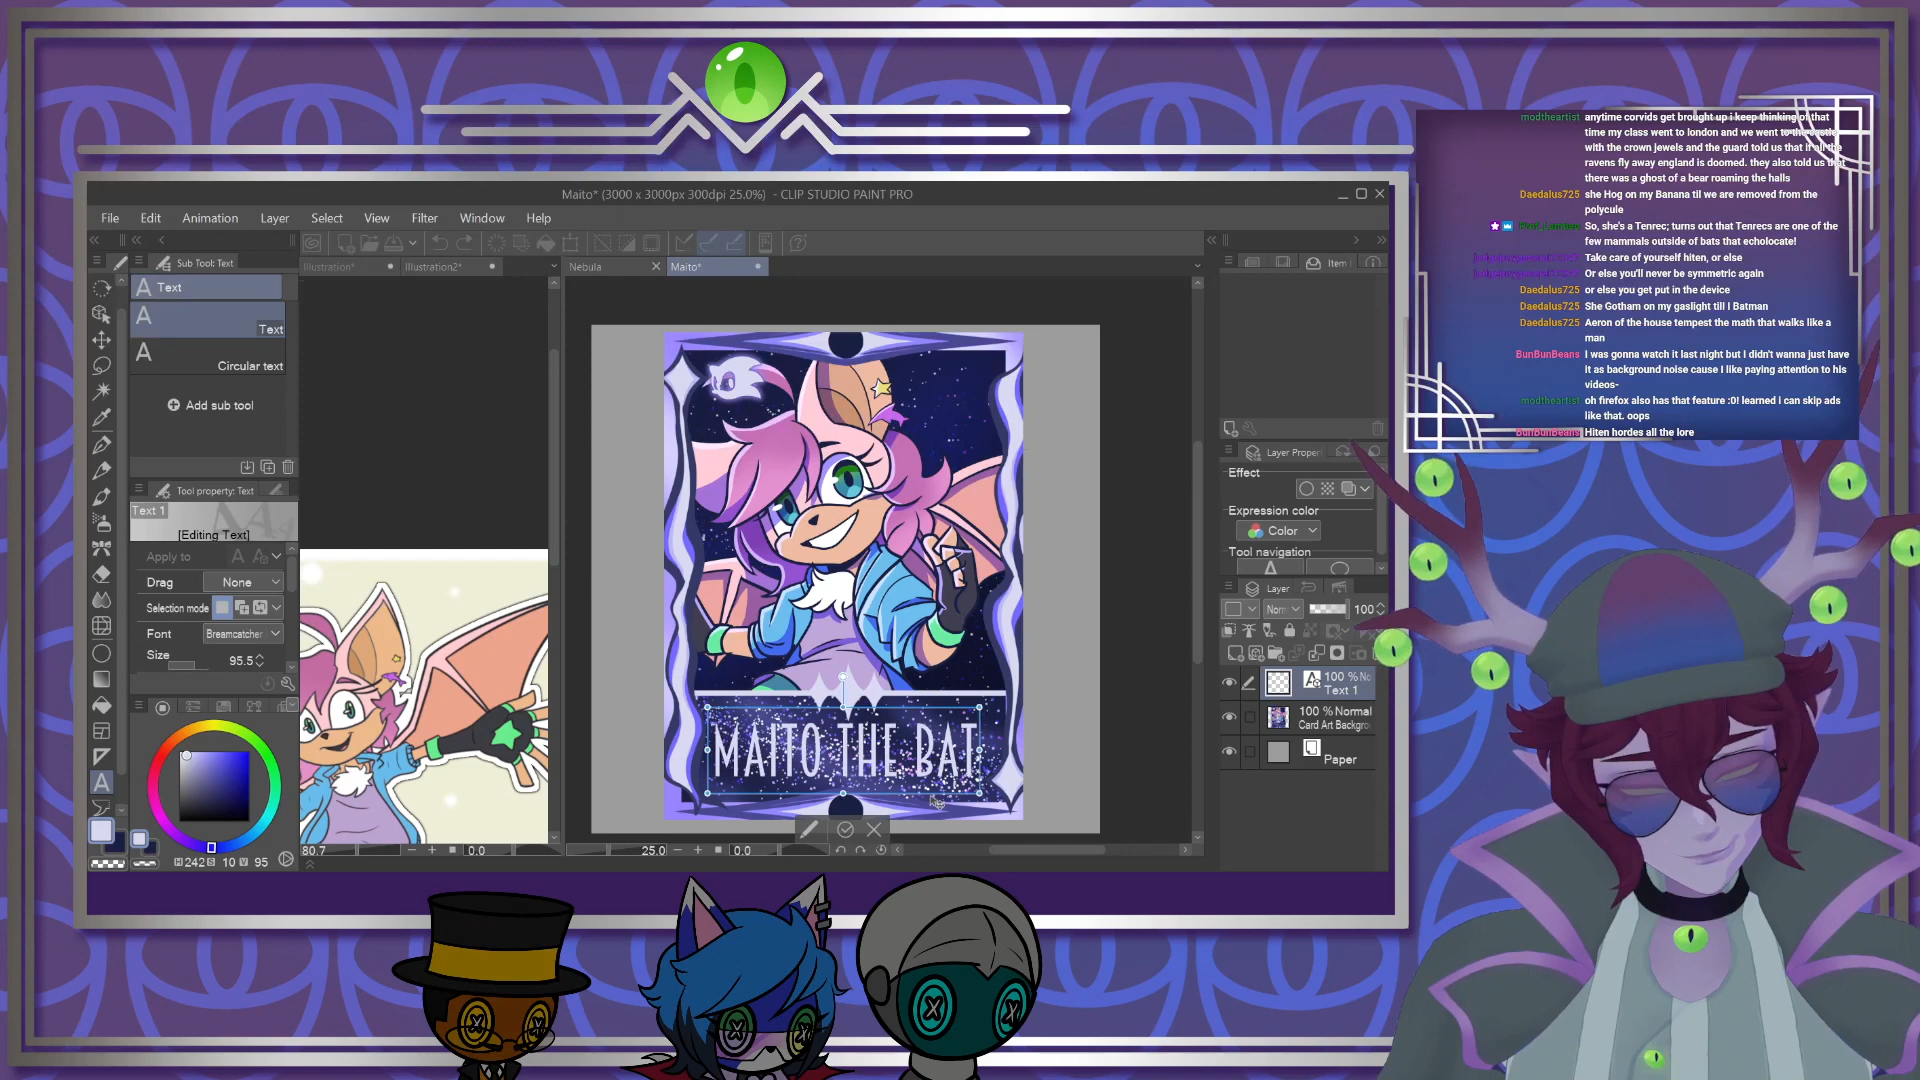 Maito* (3000 x 3000px 300dpi 25.0%) - CLIP STUDIO PAINT PRO
File Edit Animation Layer Select View Filter Window Help
Sub Tool: Text
Illustration*
Illustration2*
Nebula
Maito*
Item
Text
Text
Circular text
Add sub tool
Tool property: Text
Text 1
[Editing Text]
Apply to
Drag None
Selection mode
Font Breamcatcher
Size 95.5
H 242 S 10 V 95
80.7
0.0
25.0
0.0
MAITO THE BAT
Layer Proper
Effect
Expression color
Color
Tool navigation
Layer
Norm 100
100 % No
Text 1
100 % Normal
Card Art Backgro
Paper
modtheartist anytime corvids get brought up i keep thinking of that
time my class went to london and we went to the castle
with the crown jewels and the guard told us that if all the
ravens fly away england is doomed. they also told us that
there was a ghost of a bear roaming the halls
Daedalus725 she Hog on my Banana til we are removed from the
polycule
So, she's a Tenrec; turns out that Tenrecs are one of the
few mammals outside of bats that echolocate!
Take care of yourself hiten, or else
Or else you'll never be symmetric again
Daedalus725 or else you get put in the device
Daedalus725 She Gotham on my gaslight till I Batman
Daedalus725 Aeron of the house tempest the math that walks like a
man
BunBunBeans I was gonna watch it last night but I didn't wanna just have
it as background noise cause I like paying attention to his
videos-
modtheartist oh firefox also has that feature :0! learned i can skip ads
like that. oops
BunBunBeans Hiten hordes all the lore